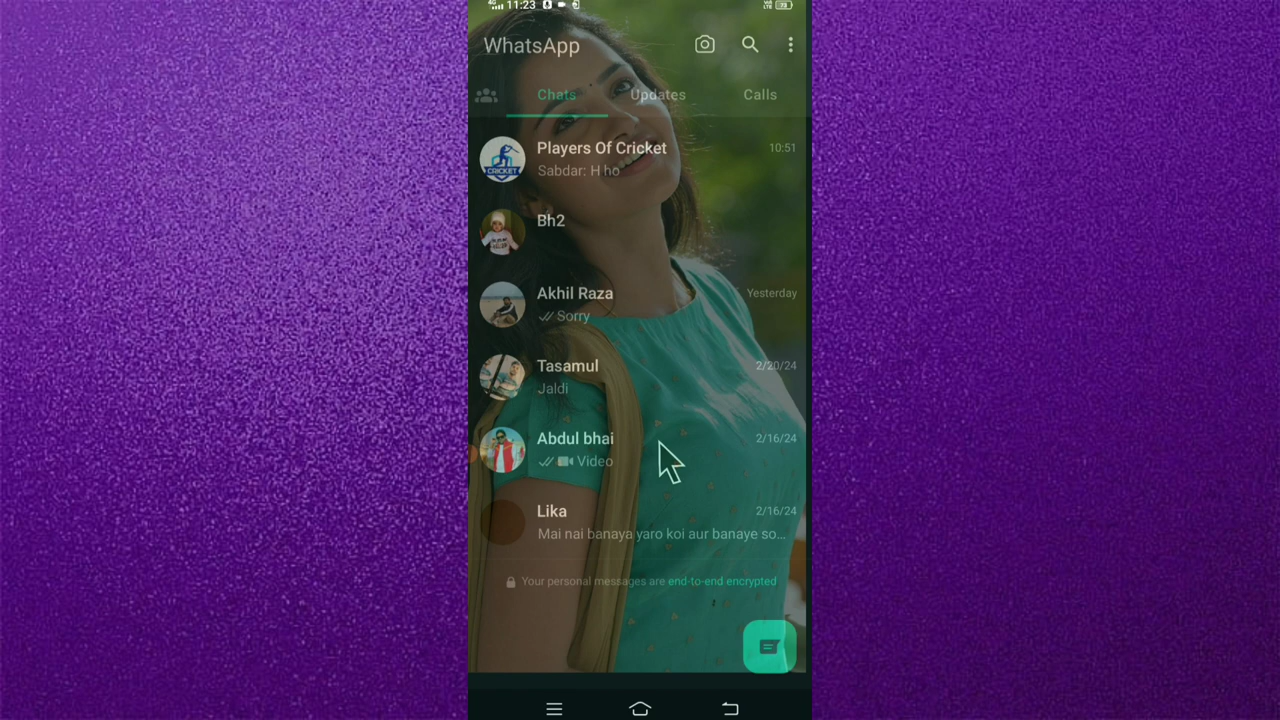 4G 11:23
WhatsApp
Chats Updates Calls
Players Of Cricket 10:51
Sabdar: H ho
CRICKET
Bh2
Akhil Raza Yesterday
Sorry
Tasamul 2/20/24
Jaldi
Abdul bhai 2/16/24
Video
Lika 2/16/24
Mai nai banaya yaro koi aur banaye so...
Your personal messages are end-to-end encrypted